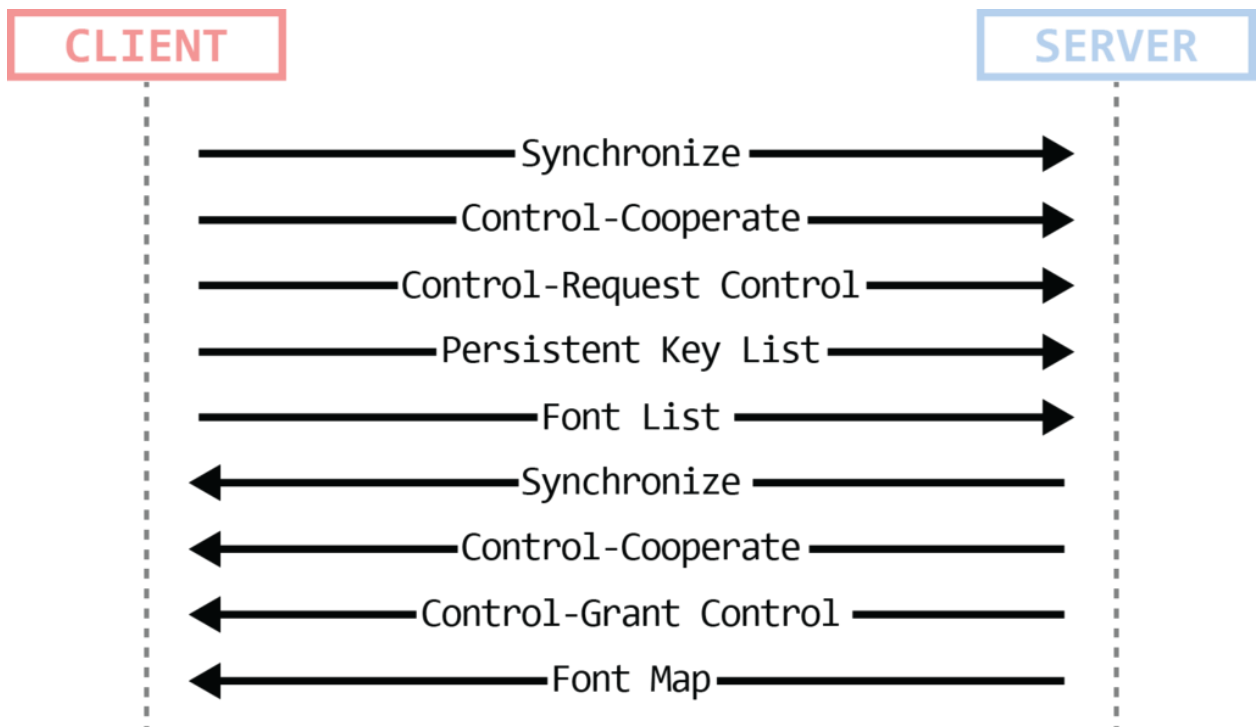 CLIENT
SERVER
Synchronize
Control-Cooperate
Control-Request Control
Persistent Key List
Font List
Synchronize
Control-Cooperate
Control-Grant Control
Font Map